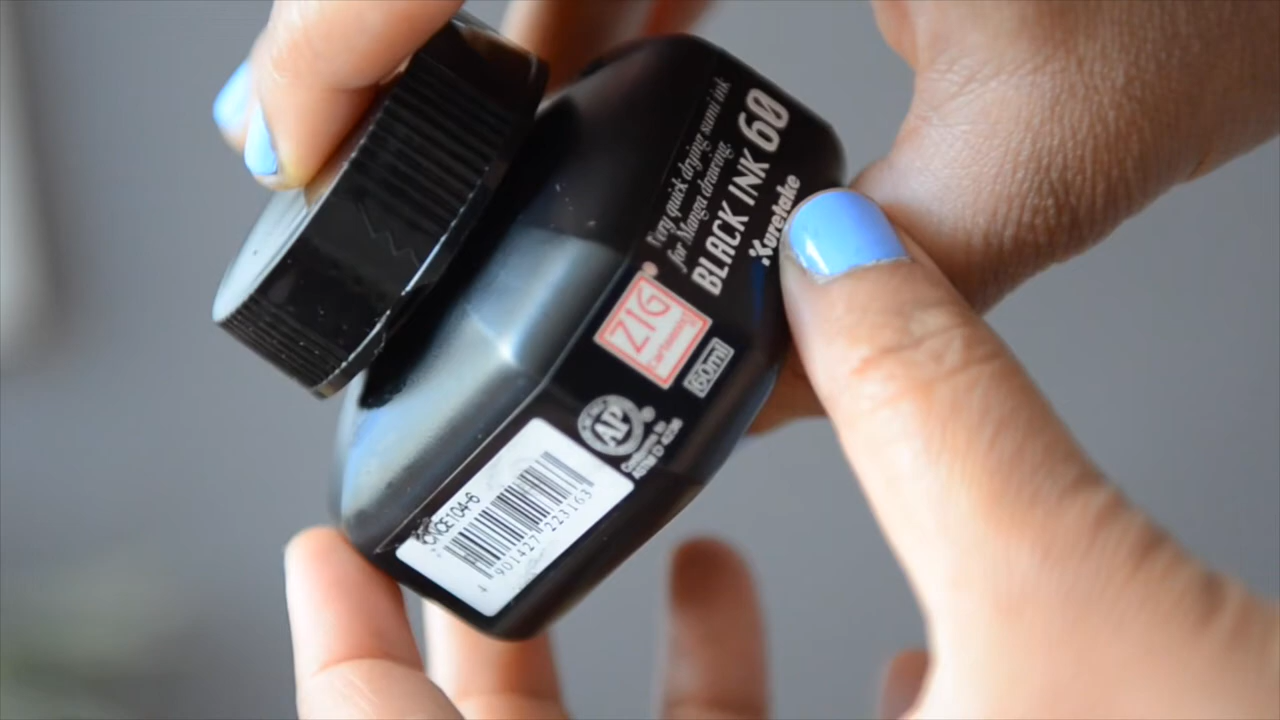 Very quick drying sumi ink
for Manga drawing.
BLACK INK 60
Kuretake
ZIG
cartoonist
60ml
AP
Conforms to
ASTM D 4236
CNCE104-6
4 901427 223163